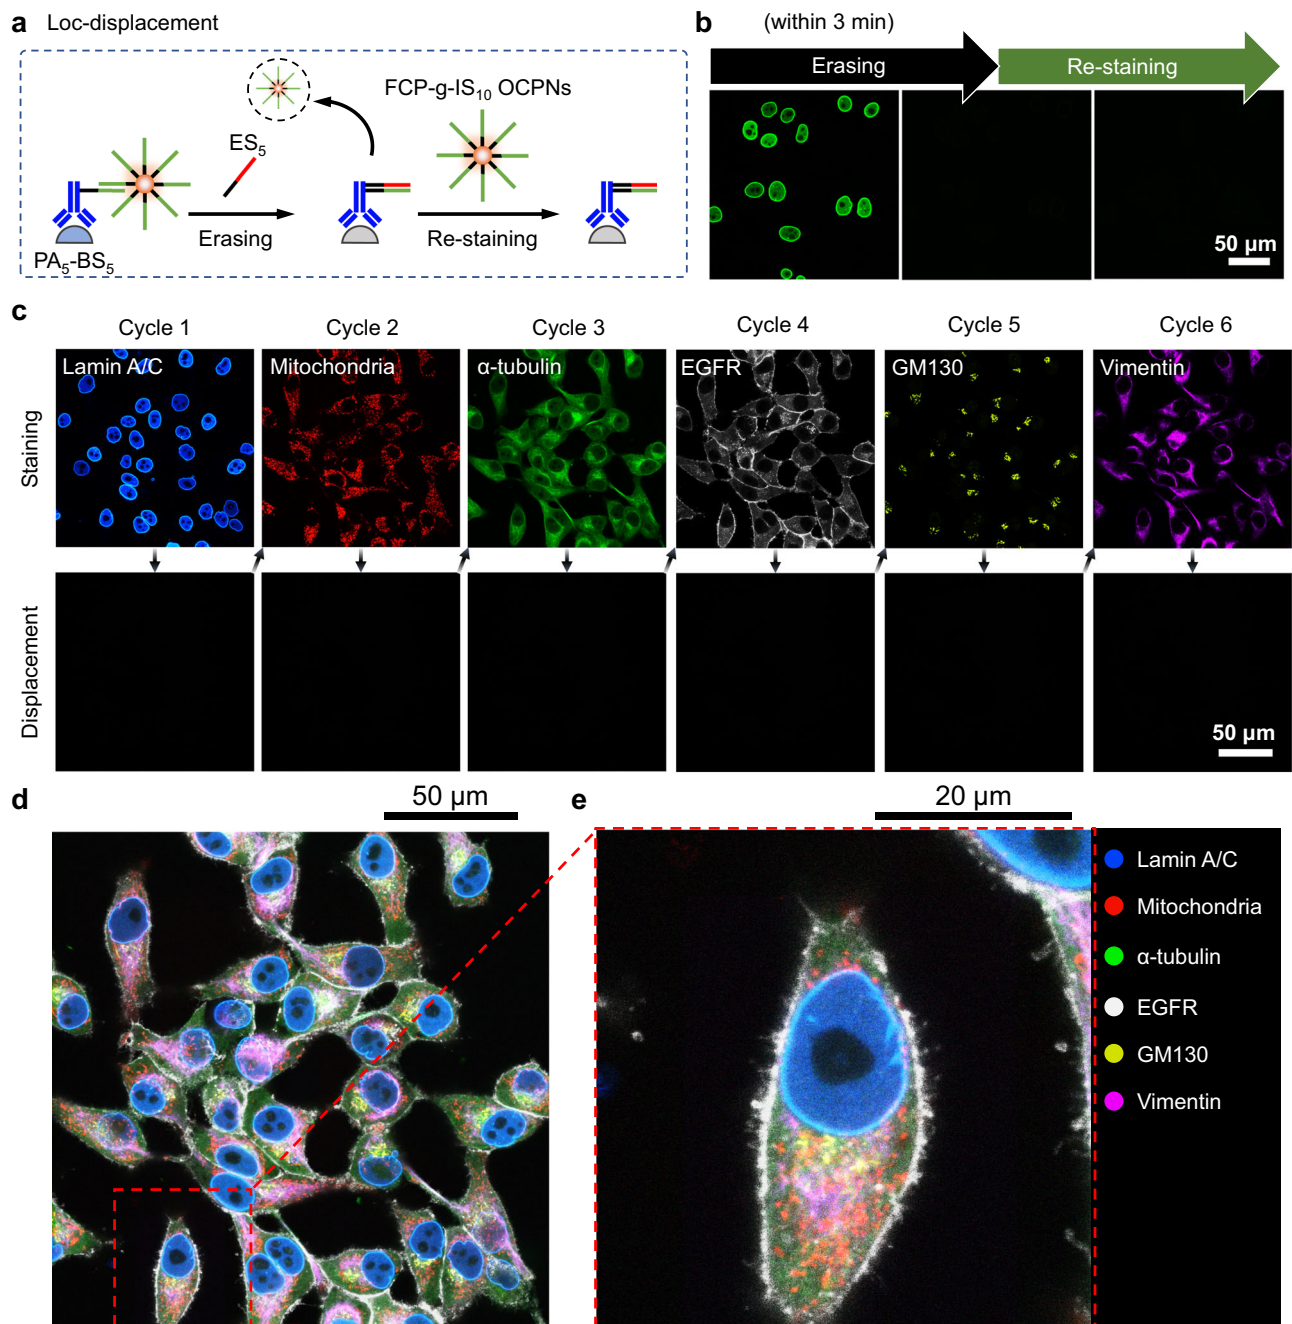 a Loc-displacement
FCP-g-IS₁₀ OCPNs
ES₅
Erasing
Re-staining
PA₅-BS₅
b (within 3 min)
Erasing
Re-staining
50 µm
c
Cycle 1 Cycle 2 Cycle 3 Cycle 4 Cycle 5 Cycle 6
Staining
Lamin A/C Mitochondria α-tubulin EGFR GM130 Vimentin
Displacement
50 µm
d 50 µm
e 20 µm
Lamin A/C
Mitochondria
α-tubulin
EGFR
GM130
Vimentin